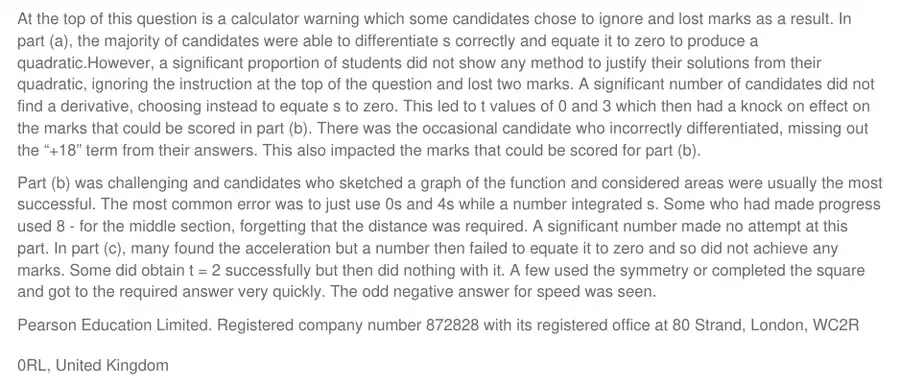 At the top of this question is a calculator warning which some candidates chose to ignore and lost marks as a result. In
part (a), the majority of candidates were able to differentiate s correctly and equate it to zero to produce a
quadratic.However, a significant proportion of students did not show any method to justify their solutions from their
quadratic, ignoring the instruction at the top of the question and lost two marks. A significant number of candidates did not
find a derivative, choosing instead to equate s to zero. This led to t values of 0 and 3 which then had a knock on effect on
the marks that could be scored in part (b). There was the occasional candidate who incorrectly differentiated, missing out
the “+18” term from their answers. This also impacted the marks that could be scored for part (b).
Part (b) was challenging and candidates who sketched a graph of the function and considered areas were usually the most
successful. The most common error was to just use 0s and 4s while a number integrated s. Some who had made progress
used 8 - for the middle section, forgetting that the distance was required. A significant number made no attempt at this
part. In part (c), many found the acceleration but a number then failed to equate it to zero and so did not achieve any
marks. Some did obtain t = 2 successfully but then did nothing with it. A few used the symmetry or completed the square
and got to the required answer very quickly. The odd negative answer for speed was seen.
Pearson Education Limited. Registered company number 872828 with its registered office at 80 Strand, London, WC2R
0RL, United Kingdom